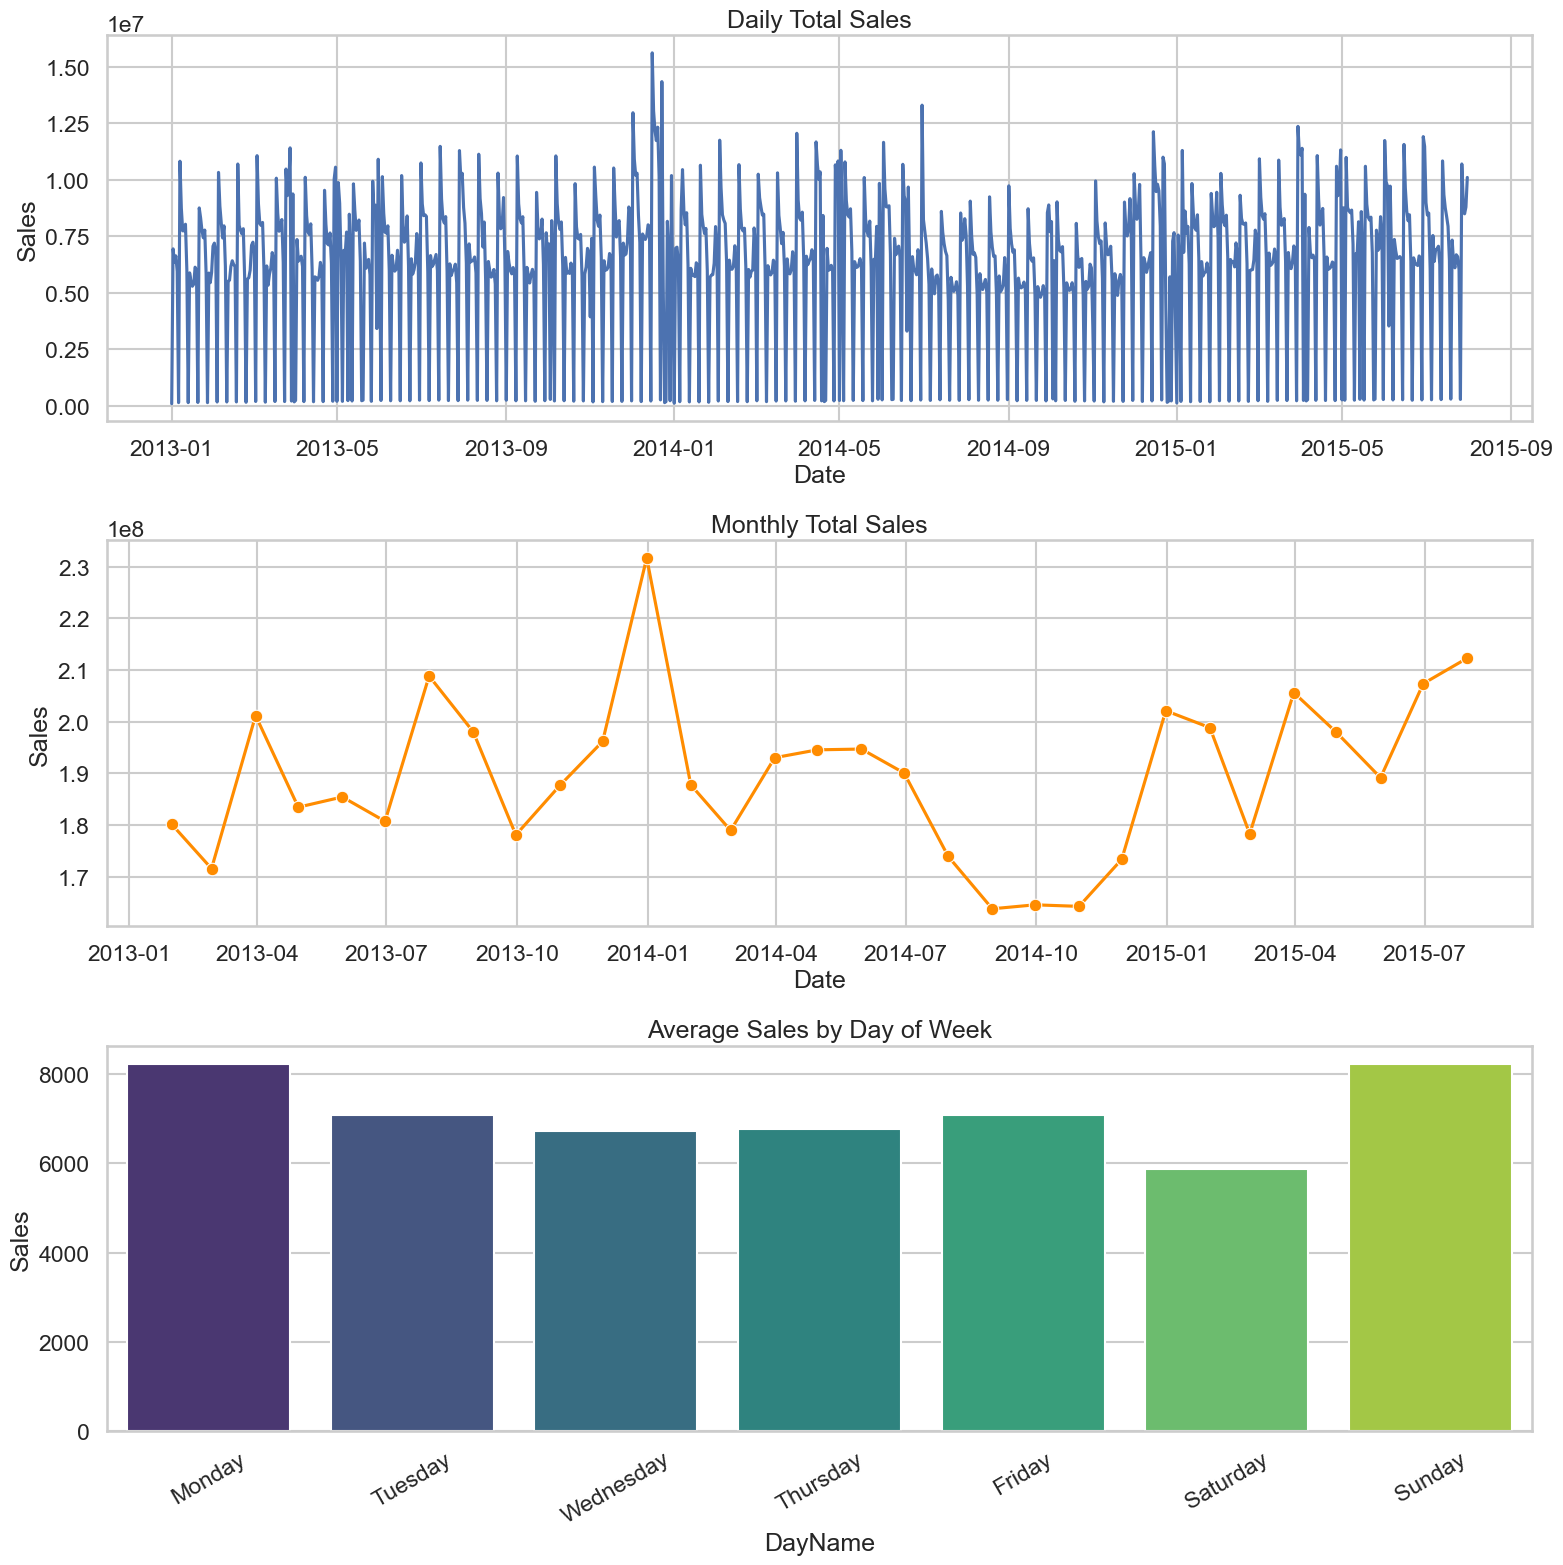 Daily Total Sales
1e7
1.50
1.25
1.00
0.75
0.50
0.25
0.00
Sales
2013-01 2013-05 2013-09 2014-01 2014-05 2014-09 2015-01 2015-05 2015-09
Date
Monthly Total Sales
1e8
2.3
2.2
2.1
2.0
1.9
1.8
1.7
Sales
2013-01 2013-04 2013-07 2013-10 2014-01 2014-04 2014-07 2014-10 2015-01 2015-04 2015-07
Date
Average Sales by Day of Week
8000
6000
4000
2000
0
Sales
Monday Tuesday Wednesday Thursday Friday Saturday Sunday
DayName